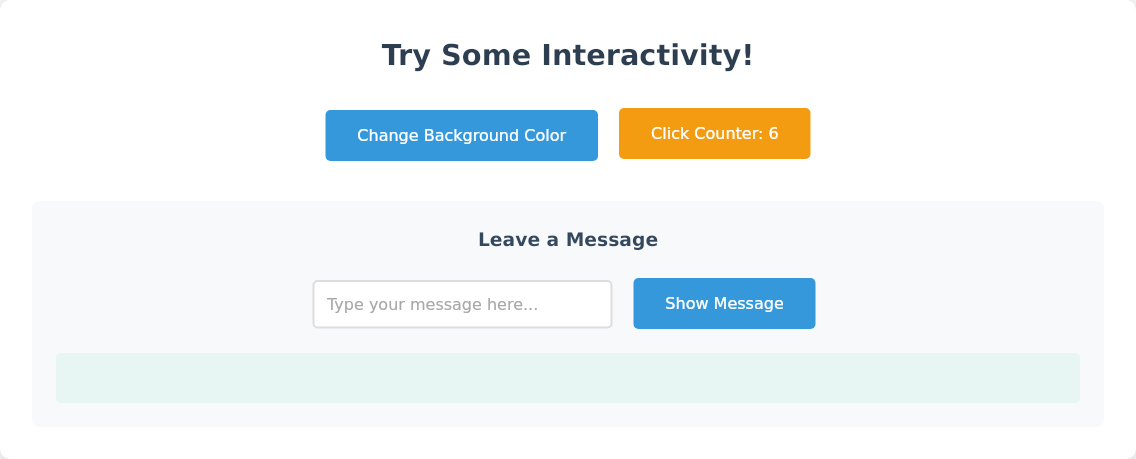 Try Some Interactivity!
Change Background Color
Click Counter: 6
Leave a Message
Type your message here...
Show Message